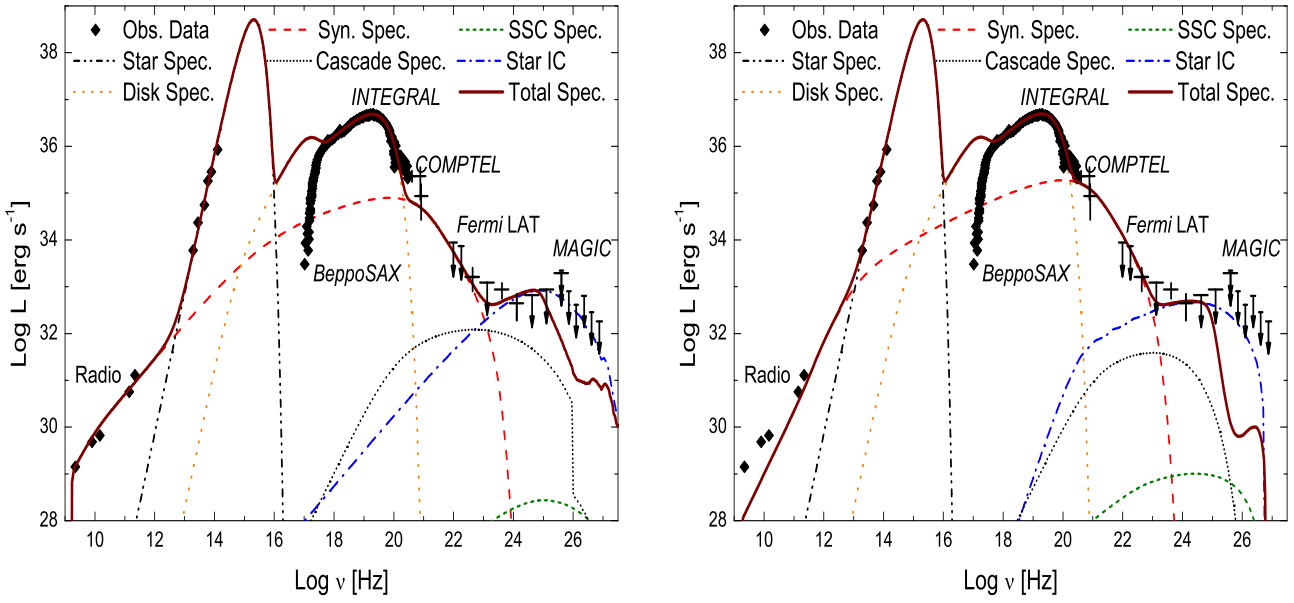 Obs. Data Syn. Spec. SSC Spec.
Star Spec. Cascade Spec. Star IC
Disk Spec. INTEGRAL Total Spec.
COMPTEL
Fermi LAT
MAGIC
BeppoSAX
Radio
38
36
34
32
30
28
Log L [erg s⁻¹]
10 12 14 16 18 20 22 24 26
Log ν [Hz]
Obs. Data Syn. Spec. SSC Spec.
Star Spec. Cascade Spec. Star IC
Disk Spec. INTEGRAL Total Spec.
COMPTEL
Fermi LAT
MAGIC
BeppoSAX
Radio
38
36
34
32
30
28
Log L [erg s⁻¹]
10 12 14 16 18 20 22 24 26
Log ν [Hz]